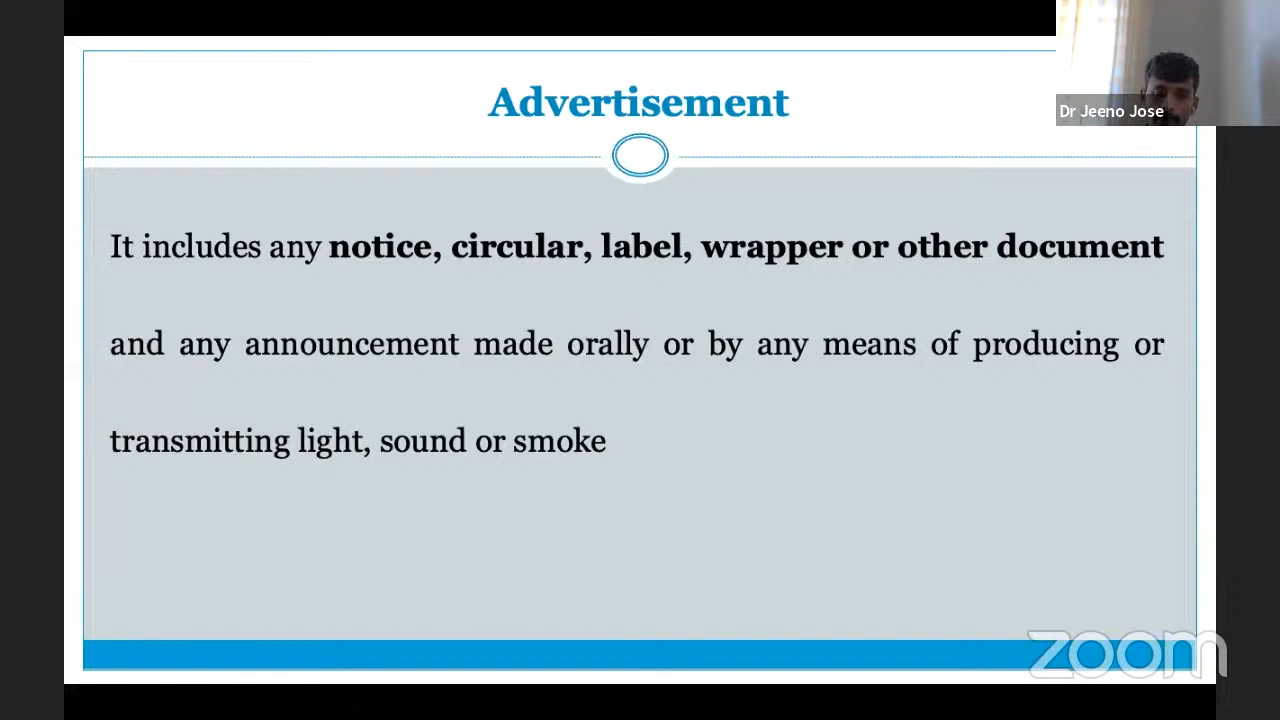 Advertisement
Dr Jeeno Jose
It includes any notice, circular, label, wrapper or other document
and any announcement made orally or by any means of producing or
transmitting light, sound or smoke
zoom